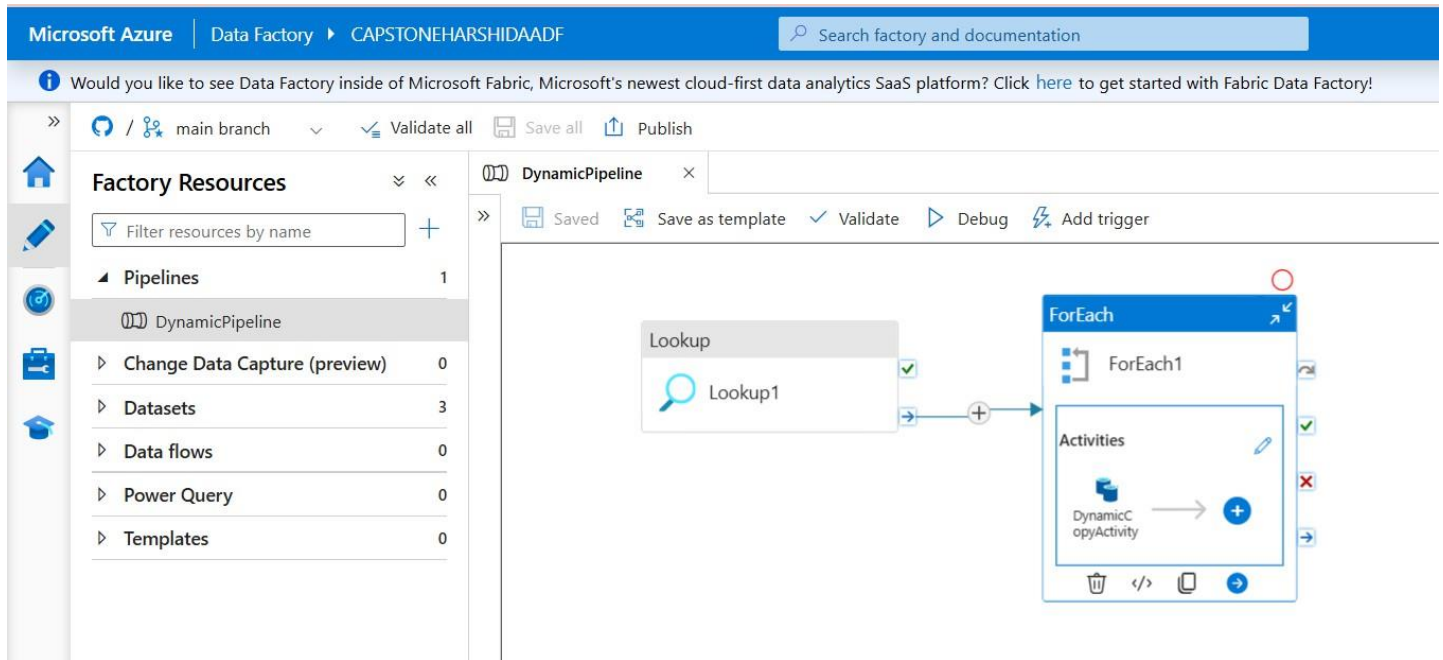 Microsoft Azure Data Factory CAPSTONEHARSHIDAADF Search factory and documentation
Would you like to see Data Factory inside of Microsoft Fabric, Microsoft's newest cloud-first data analytics SaaS platform? Click here to get started with Fabric Data Factory!
/ main branch Validate all Save all Publish
Factory Resources
Filter resources by name
Pipelines 1
DynamicPipeline
Change Data Capture (preview) 0
Datasets 3
Data flows 0
Power Query 0
Templates 0
DynamicPipeline
Saved Save as template Validate Debug Add trigger
Lookup
Lookup1
ForEach
ForEach1
Activities
DynamicC
opyActivity